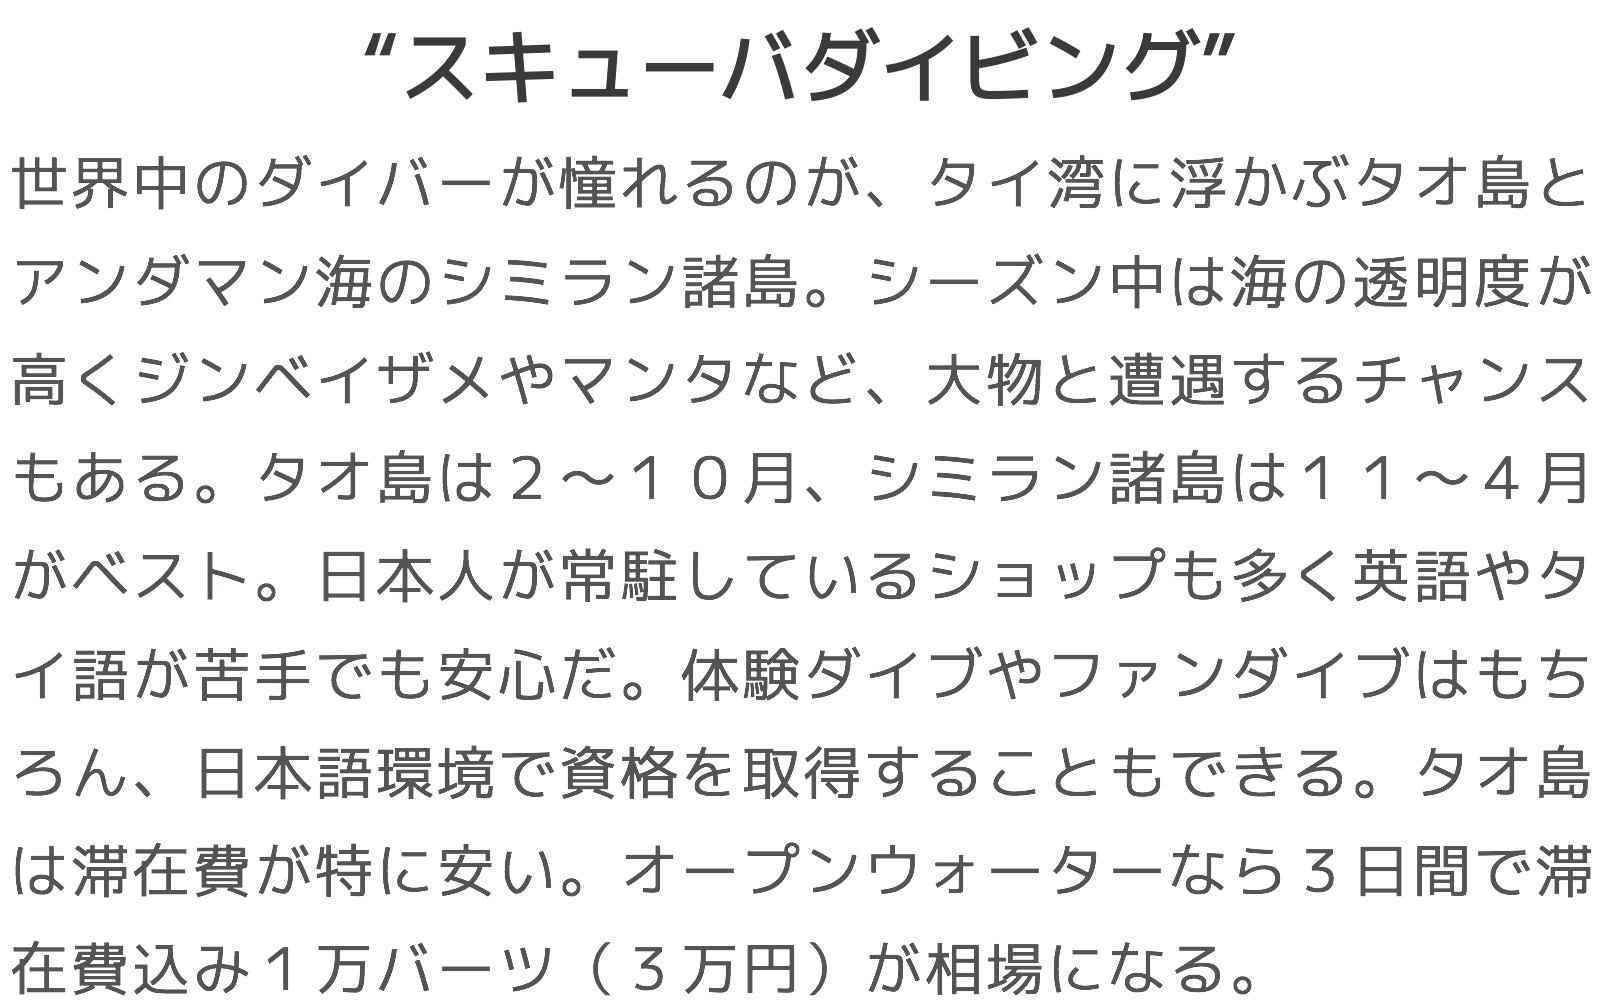 “スキューバダイビング”
世界中のダイバーが憧れるのが、タイ湾に浮かぶタオ島と
アンダマン海のシミラン諸島。シーズン中は海の透明度が
高くジンベイザメやマンタなど、大物と遭遇するチャンス
もある。タオ島は２〜１０月、シミラン諸島は１１〜４月
がベスト。日本人が常駐しているショップも多く英語やタ
イ語が苦手でも安心だ。体験ダイブやファンダイブはもち
ろん、日本語環境で資格を取得することもできる。タオ島
は滞在費が特に安い。オープンウォーターなら３日間で滞
在費込み１万バーツ（３万円）が相場になる。